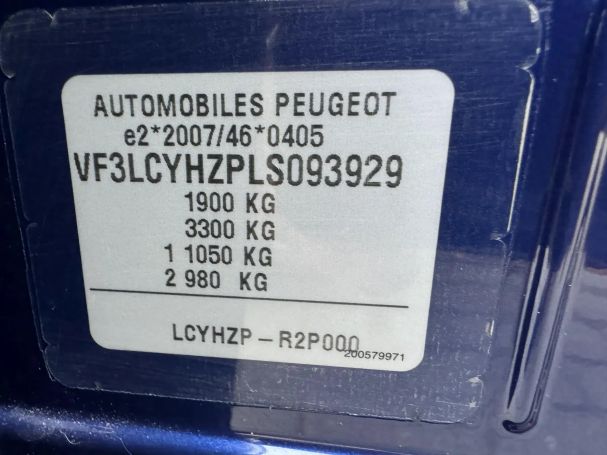 AUTOMOBILES PEUGEOT
e2*2007/46*0405
VF3LCYHZPLS093929
1900 KG
3300 KG
1 1050 KG
2 980 KG
LCYHZP – R2P000
200579971